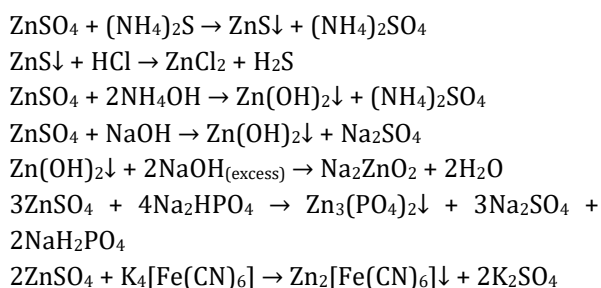 ZnSO₄ + (NH₄)₂S → ZnS↓ + (NH₄)₂SO₄
ZnS↓ + HCl → ZnCl₂ + H₂S
ZnSO₄ + 2NH₄OH → Zn(OH)₂↓ + (NH₄)₂SO₄
ZnSO₄ + NaOH → Zn(OH)₂↓ + Na₂SO₄
Zn(OH)₂↓ + 2NaOH₍excess₎ → Na₂ZnO₂ + 2H₂O
3ZnSO₄ + 4Na₂HPO₄ → Zn₃(PO₄)₂↓ + 3Na₂SO₄ +
2NaH₂PO₄
2ZnSO₄ + K₄[Fe(CN)₆] → Zn₂[Fe(CN)₆]↓ + 2K₂SO₄